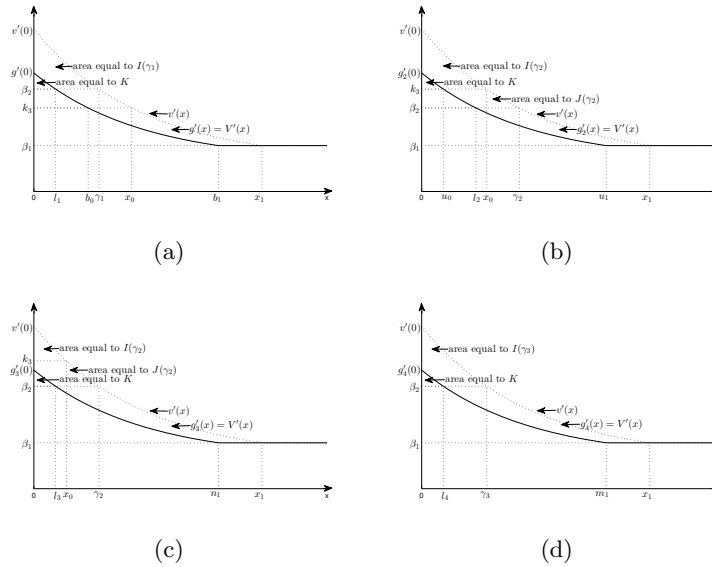 v′(0)
area equal to I(γ₁)
g′(0)
area equal to K
β₂
k₃
v′(x)
g′(x) = V′(x)
β₁
0 l₁ b₀ γ₁ x₀ b₁ x₁ x
(a)
v′(0)
area equal to I(γ₂)
g′₂(0)
area equal to K
k₃
area equal to J(γ₂)
β₂
v′(x)
g′₂(x) = V′(x)
β₁
0 u₀ l₂ x₀ γ₂ u₁ x₁
(b)
v′(0)
area equal to I(γ₂)
k₃
g′₃(0)
area equal to J(γ₂)
area equal to K
β₂
v′(x)
g′₃(x) = V′(x)
β₁
0 l₃ x₀ γ₂ n₁ x₁ x
(c)
v′(0)
area equal to I(γ₃)
g′₄(0)
area equal to K
β₂
v′(x)
g′₄(x) = V′(x)
β₁
0 l₄ γ₃ m₁ x₁
(d)